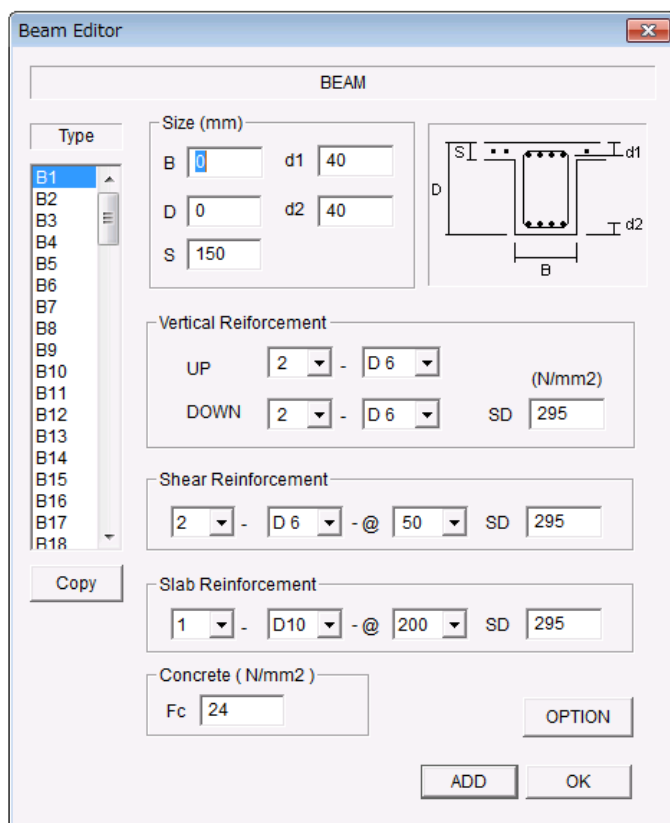 Beam Editor
BEAM
Type
B1
B2
B3
B4
B5
B6
B7
B8
B9
B10
B11
B12
B13
B14
B15
B16
B17
B18
Copy
Size (mm)
B 0 d1 40
D 0 d2 40
S 150
S d1
D
d2
B
Vertical Reiforcement
UP 2 - D 6
(N/mm2)
DOWN 2 - D 6 SD 295
Shear Reinforcement
2 - D 6 - @ 50 SD 295
Slab Reinforcement
1 - D10 - @ 200 SD 295
Concrete ( N/mm2 )
Fc 24
OPTION
ADD OK